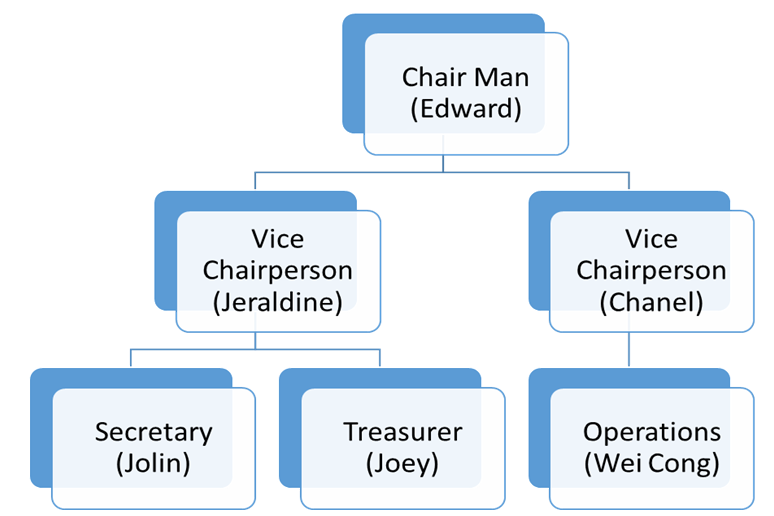 Chair Man
(Edward)
Vice
Chairperson
(Jeraldine)
Vice
Chairperson
(Chanel)
Secretary
(Jolin)
Treasurer
(Joey)
Operations
(Wei Cong)